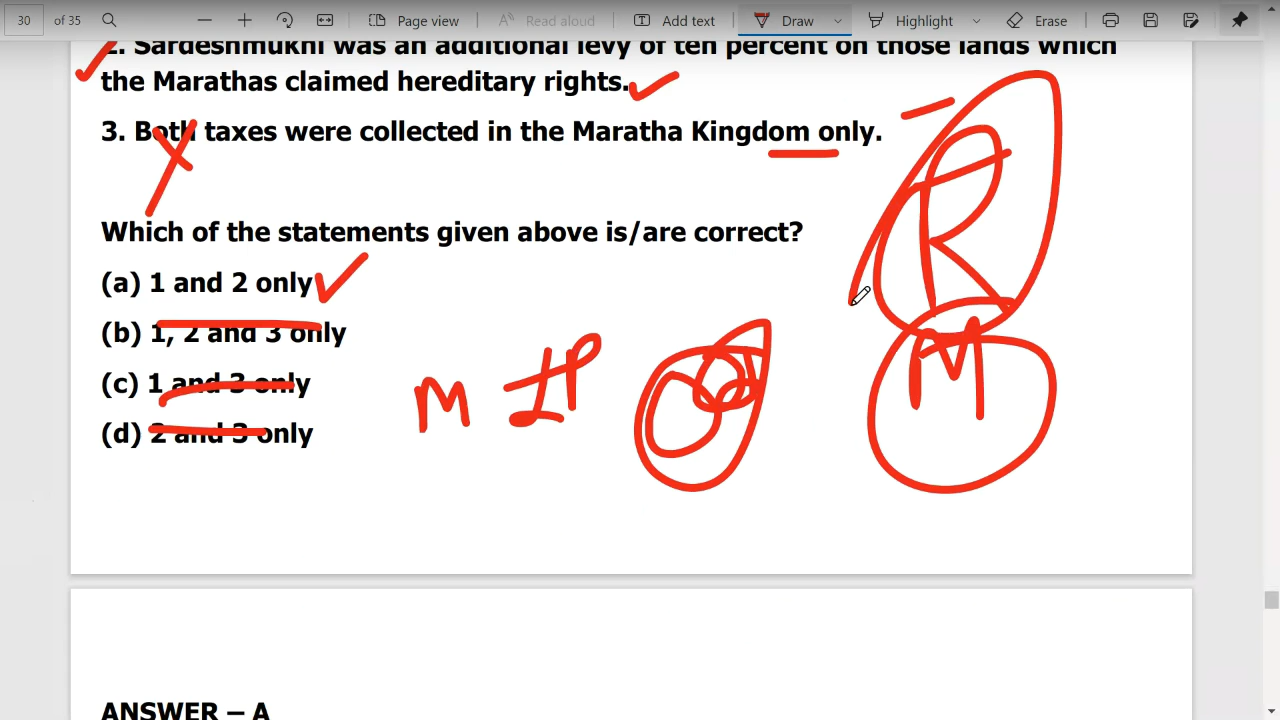 30 of 35 Page view Read aloud Add text Draw Highlight Erase
2. Sardeshmukhi was an additional levy of ten percent on those lands which
the Marathas claimed hereditary rights.
3. Both taxes were collected in the Maratha Kingdom only.
Which of the statements given above is/are correct?
(a) 1 and 2 only
(b) 1, 2 and 3 only
(c) 1 and 3 only
(d) 2 and 3 only
R
M
M
ANSWER – A